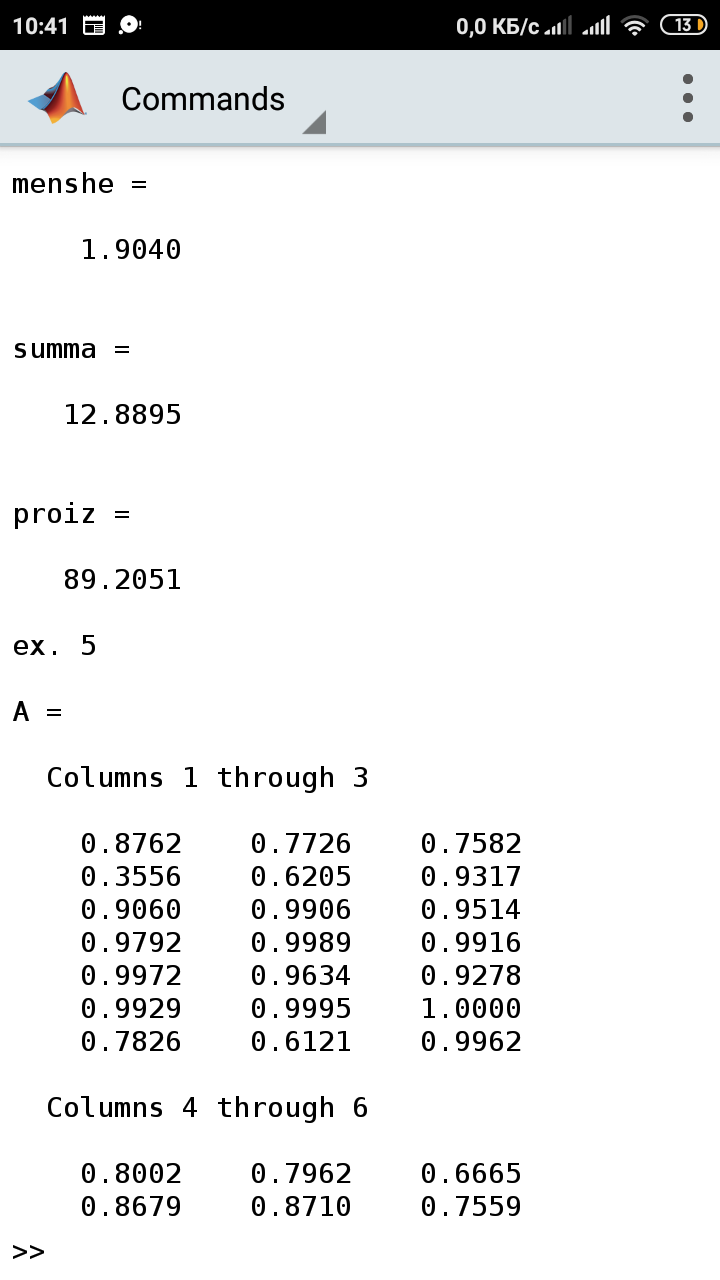 10:41 0,0 КБ/с 13
Commands
menshe =
1.9040
summa =
12.8895
proiz =
89.2051
ex. 5
A =
Columns 1 through 3
0.8762 0.7726 0.7582
0.3556 0.6205 0.9317
0.9060 0.9906 0.9514
0.9792 0.9989 0.9916
0.9972 0.9634 0.9278
0.9929 0.9995 1.0000
0.7826 0.6121 0.9962
Columns 4 through 6
0.8002 0.7962 0.6665
0.8679 0.8710 0.7559
>>